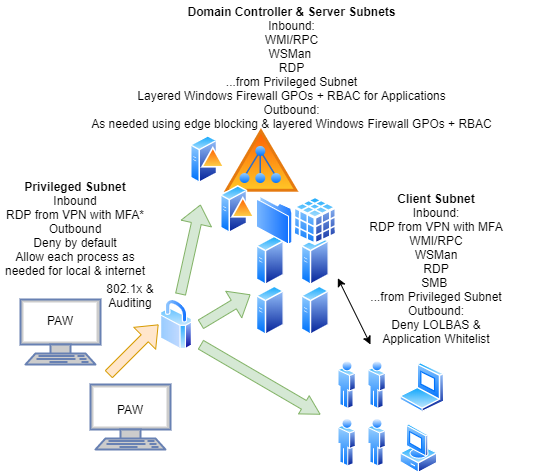 Domain Controller & Server Subnets
Inbound:
WMI/RPC
WSMan
RDP
...from Privileged Subnet
Layered Windows Firewall GPOs + RBAC for Applications
Outbound:
As needed using edge blocking & layered Windows Firewall GPOs + RBAC
Privileged Subnet
Inbound
RDP from VPN with MFA*
Outbound
Deny by default
Allow each process as
needed for local & internet
802.1x &
Auditing
PAW
PAW
Client Subnet
Inbound:
RDP from VPN with MFA
WMI/RPC
WSMan
RDP
SMB
...from Privileged Subnet
Outbound:
Deny LOLBAS &
Application Whitelist